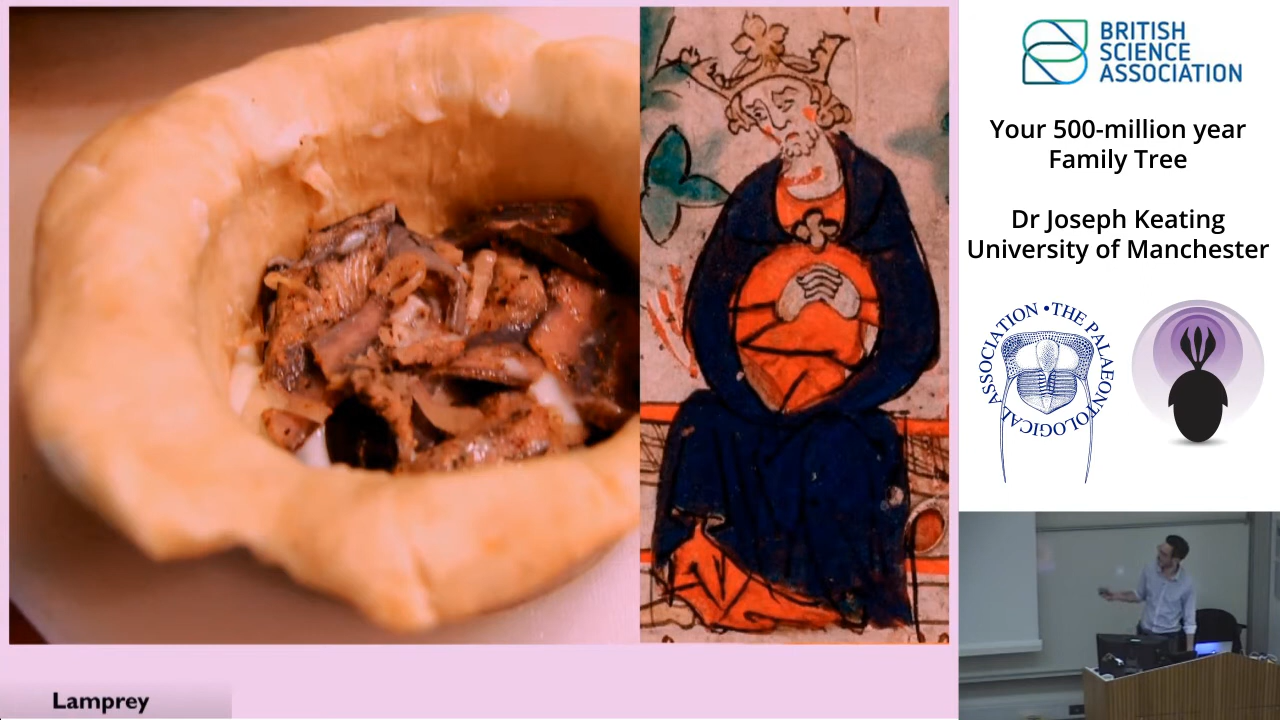 BRITISH
SCIENCE
ASSOCIATION
Your 500-million year
Family Tree
Dr Joseph Keating
University of Manchester
THE PALAEONTOLOGICAL ASSOCIATION •
Lamprey